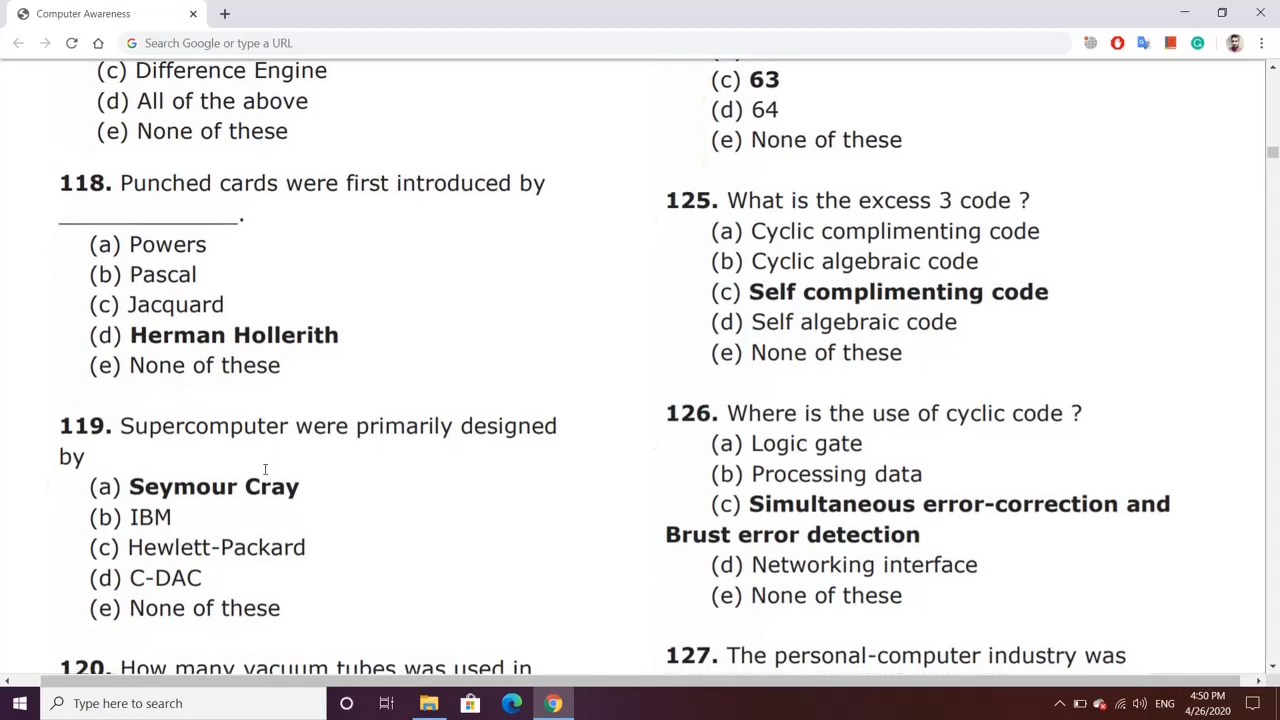 Computer Awareness
Search Google or type a URL
(c) Difference Engine
(d) All of the above
(e) None of these
118. Punched cards were first introduced by
_______________.
(a) Powers
(b) Pascal
(c) Jacquard
(d) Herman Hollerith
(e) None of these
119. Supercomputer were primarily designed
by
(a) Seymour Cray
(b) IBM
(c) Hewlett-Packard
(d) C-DAC
(e) None of these
120. How many vacuum tubes was used in
(c) 63
(d) 64
(e) None of these
125. What is the excess 3 code ?
(a) Cyclic complimenting code
(b) Cyclic algebraic code
(c) Self complimenting code
(d) Self algebraic code
(e) None of these
126. Where is the use of cyclic code ?
(a) Logic gate
(b) Processing data
(c) Simultaneous error-correction and
Brust error detection
(d) Networking interface
(e) None of these
127. The personal-computer industry was
Type here to search
ENG
4:50 PM
4/26/2020